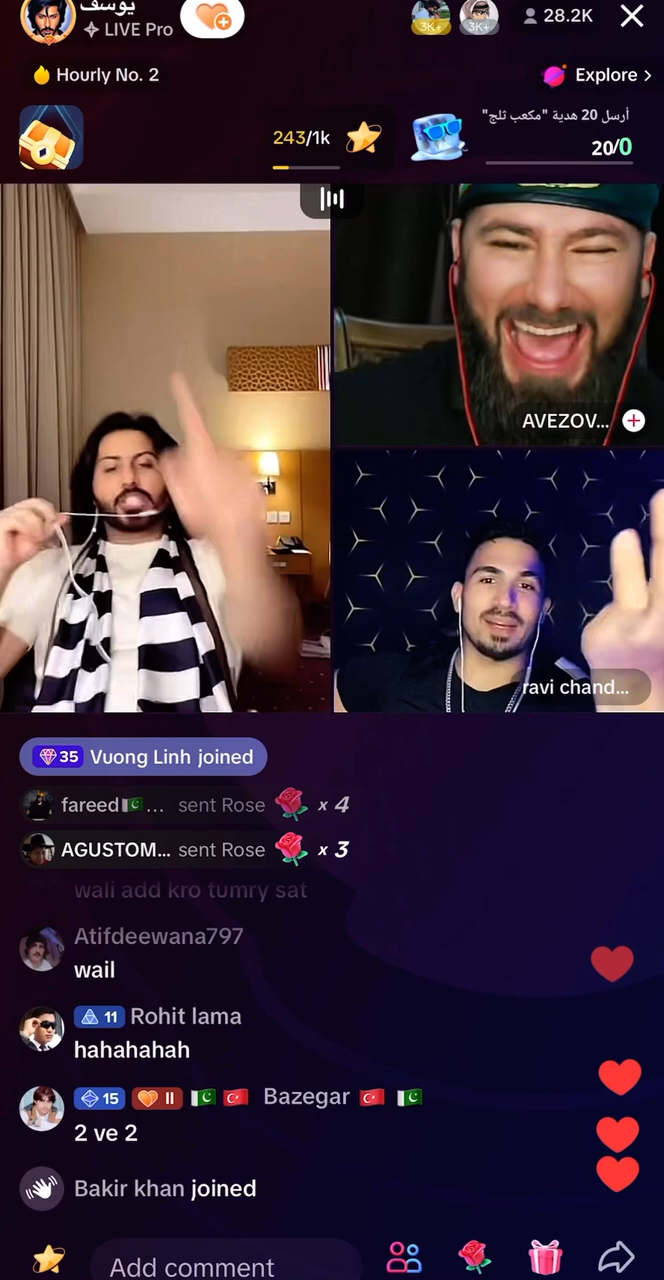 يوسف
LIVE Pro
3K+
3K+
28.2K
Hourly No. 2
Explore
243/1k
أرسل 20 هدية "مكعب ثلج"
20/0
AVEZOV...
ravi chand...
35 Vuong Linh joined
fareed🇵🇰... sent Rose x 4
AGUSTOM... sent Rose x 3
wali add kro tumry sat
Atifdeewana797
wail
11 Rohit lama
hahahahah
15 II 🇵🇰 🇹🇷 Bazegar 🇹🇷 🇵🇰
2 ve 2
Bakir khan joined
Add comment